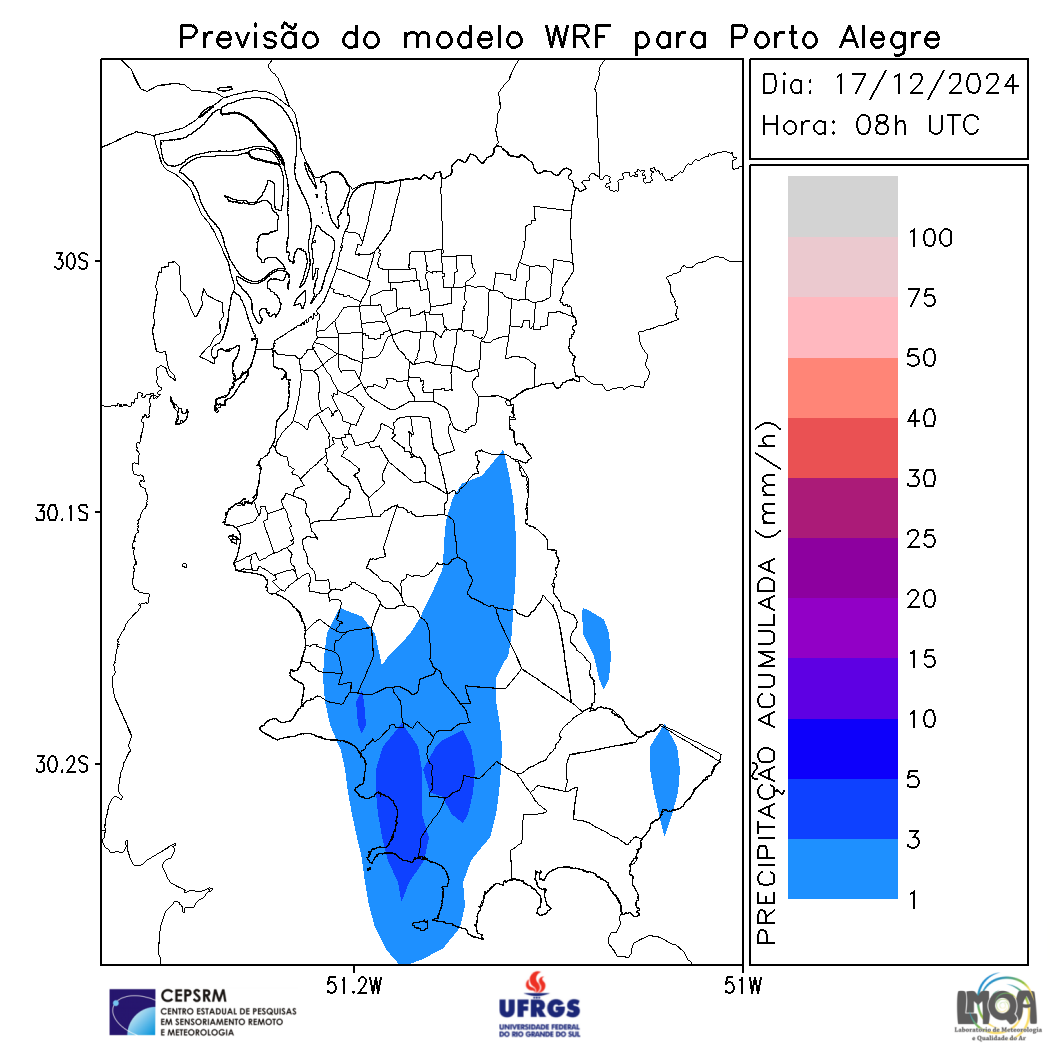 Previsão do modelo WRF para Porto Alegre
Dia: 17/12/2024
Hora: 08h UTC
30S
30.1S
30.2S
51.2W
51W
PRECIPITAÇÃO ACUMULADA (mm/h)
100
75
50
40
30
25
20
15
10
5
3
1
CEPSRM
CENTRO ESTADUAL DE PESQUISAS
EM SENSORIAMENTO REMOTO
E METEOROLOGIA
UFRGS
UNIVERSIDADE FEDERAL
DO RIO GRANDE DO SUL
LMQA
Laboratório de Meteorologia
e Qualidade do Ar